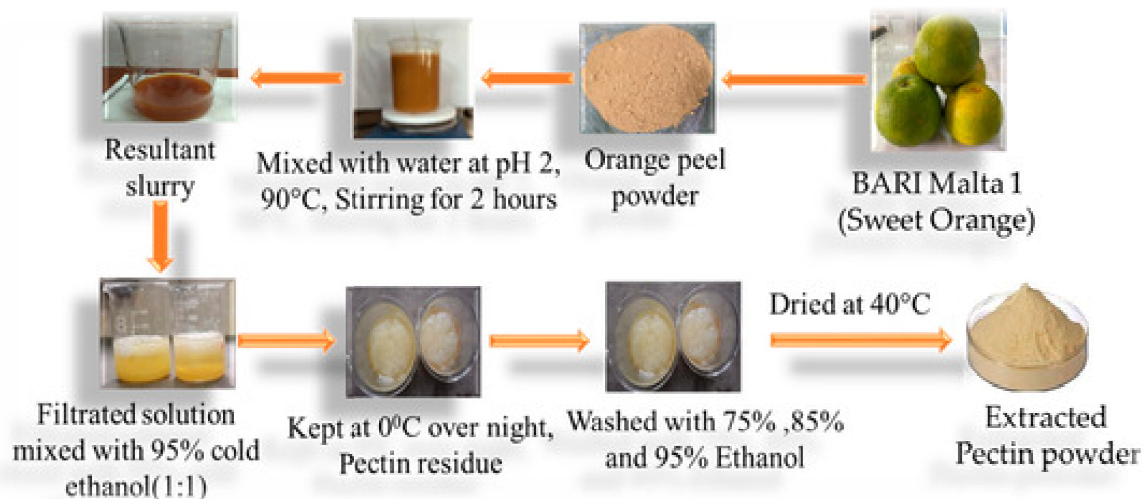 BARI Malta 1
(Sweet Orange)
Orange peel
powder
Mixed with water at pH 2,
90°C, Stirring for 2 hours
Resultant
slurry
Filtrated solution
mixed with 95% cold
ethanol(1:1)
Kept at 0⁰C over night,
Pectin residue
Washed with 75% ,85%
and 95% Ethanol
Dried at 40°C
Extracted
Pectin powder